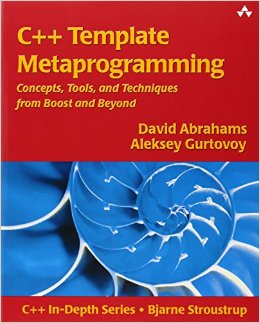 C++ Template
Metaprogramming
Concepts, Tools, and Techniques
from Boost and Beyond
David Abrahams
Aleksey Gurtovoy
C++ In-Depth Series • Bjarne Stroustrup